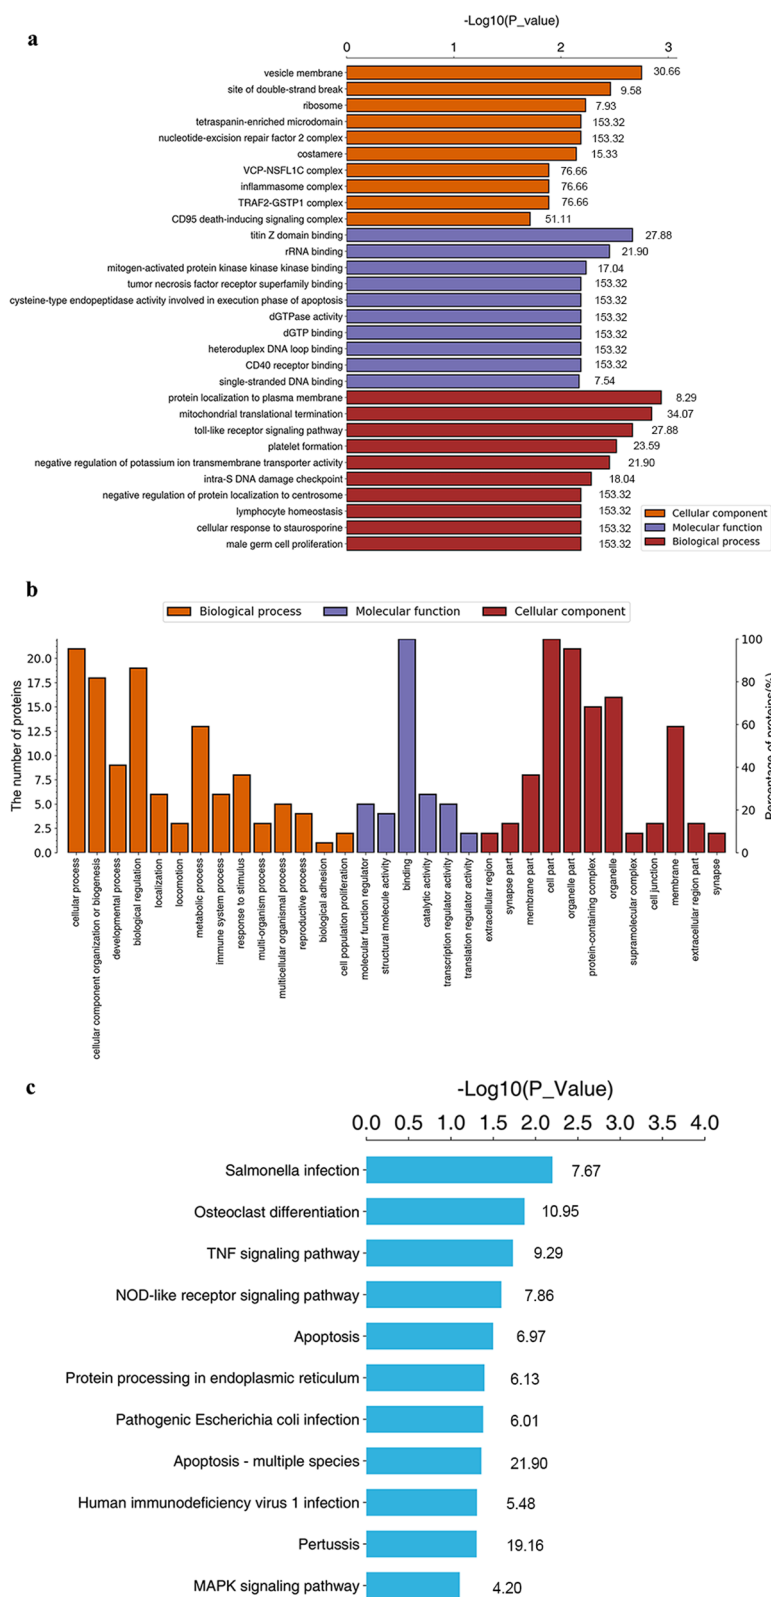 a
-Log10(P_value)
0 1 2 3
vesicle membrane 30.66
site of double-strand break 9.58
ribosome 7.93
tetraspanin-enriched microdomain 153.32
nucleotide-excision repair factor 2 complex 153.32
costamere 15.33
VCP-NSFL1C complex 76.66
inflammasome complex 76.66
TRAF2-GSTP1 complex 76.66
CD95 death-inducing signaling complex 51.11
titin Z domain binding 27.88
rRNA binding 21.90
mitogen-activated protein kinase kinase kinase binding 17.04
tumor necrosis factor receptor superfamily binding 153.32
cysteine-type endopeptidase activity involved in execution phase of apoptosis 153.32
dGTPase activity 153.32
dGTP binding 153.32
heteroduplex DNA loop binding 153.32
CD40 receptor binding 153.32
single-stranded DNA binding 7.54
protein localization to plasma membrane 8.29
mitochondrial translational termination 34.07
toll-like receptor signaling pathway 27.88
platelet formation 23.59
negative regulation of potassium ion transmembrane transporter activity 21.90
intra-S DNA damage checkpoint 18.04
negative regulation of protein localization to centrosome 153.32
lymphocyte homeostasis 153.32
cellular response to staurosporine 153.32
male germ cell proliferation 153.32
Cellular component
Molecular function
Biological process
b
Biological process Molecular function Cellular component
The number of proteins
20.0
17.5
15.0
12.5
10.0
7.5
5.0
2.5
0.0
100
80
60
40
20
0
Percentage of proteins(%)
cellular process
cellular component organization or biogenesis
developmental process
biological regulation
localization
locomotion
metabolic process
immune system process
response to stimulus
multi-organism process
multicellular organismal process
reproductive process
biological adhesion
cell population proliferation
molecular function regulator
structural molecule activity
binding
catalytic activity
transcription regulator activity
translation regulator activity
extracellular region
synapse part
membrane part
cell part
organelle part
protein-containing complex
organelle
supramolecular complex
cell junction
membrane
extracellular region part
synapse
c
-Log10(P_Value)
0.0 0.5 1.0 1.5 2.0 2.5 3.0 3.5 4.0
Salmonella infection 7.67
Osteoclast differentiation 10.95
TNF signaling pathway 9.29
NOD-like receptor signaling pathway 7.86
Apoptosis 6.97
Protein processing in endoplasmic reticulum 6.13
Pathogenic Escherichia coli infection 6.01
Apoptosis - multiple species 21.90
Human immunodeficiency virus 1 infection 5.48
Pertussis 19.16
MAPK signaling pathway 4.20